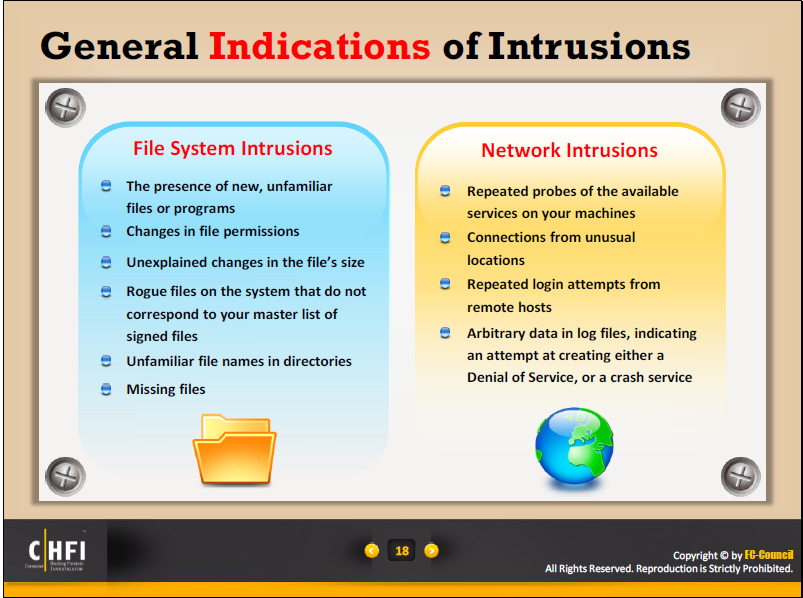 General Indications of Intrusions
File System Intrusions
The presence of new, unfamiliar
files or programs
Changes in file permissions
Unexplained changes in the file's size
Rogue files on the system that do not
correspond to your master list of
signed files
Unfamiliar file names in directories
Missing files
Network Intrusions
Repeated probes of the available
services on your machines
Connections from unusual
locations
Repeated login attempts from
remote hosts
Arbitrary data in log files, indicating
an attempt at creating either a
Denial of Service, or a crash service
CHFI
Computer Hacking Forensic
INVESTIGATOR
18
Copyright © by EC-Council
All Rights Reserved. Reproduction is Strictly Prohibited.